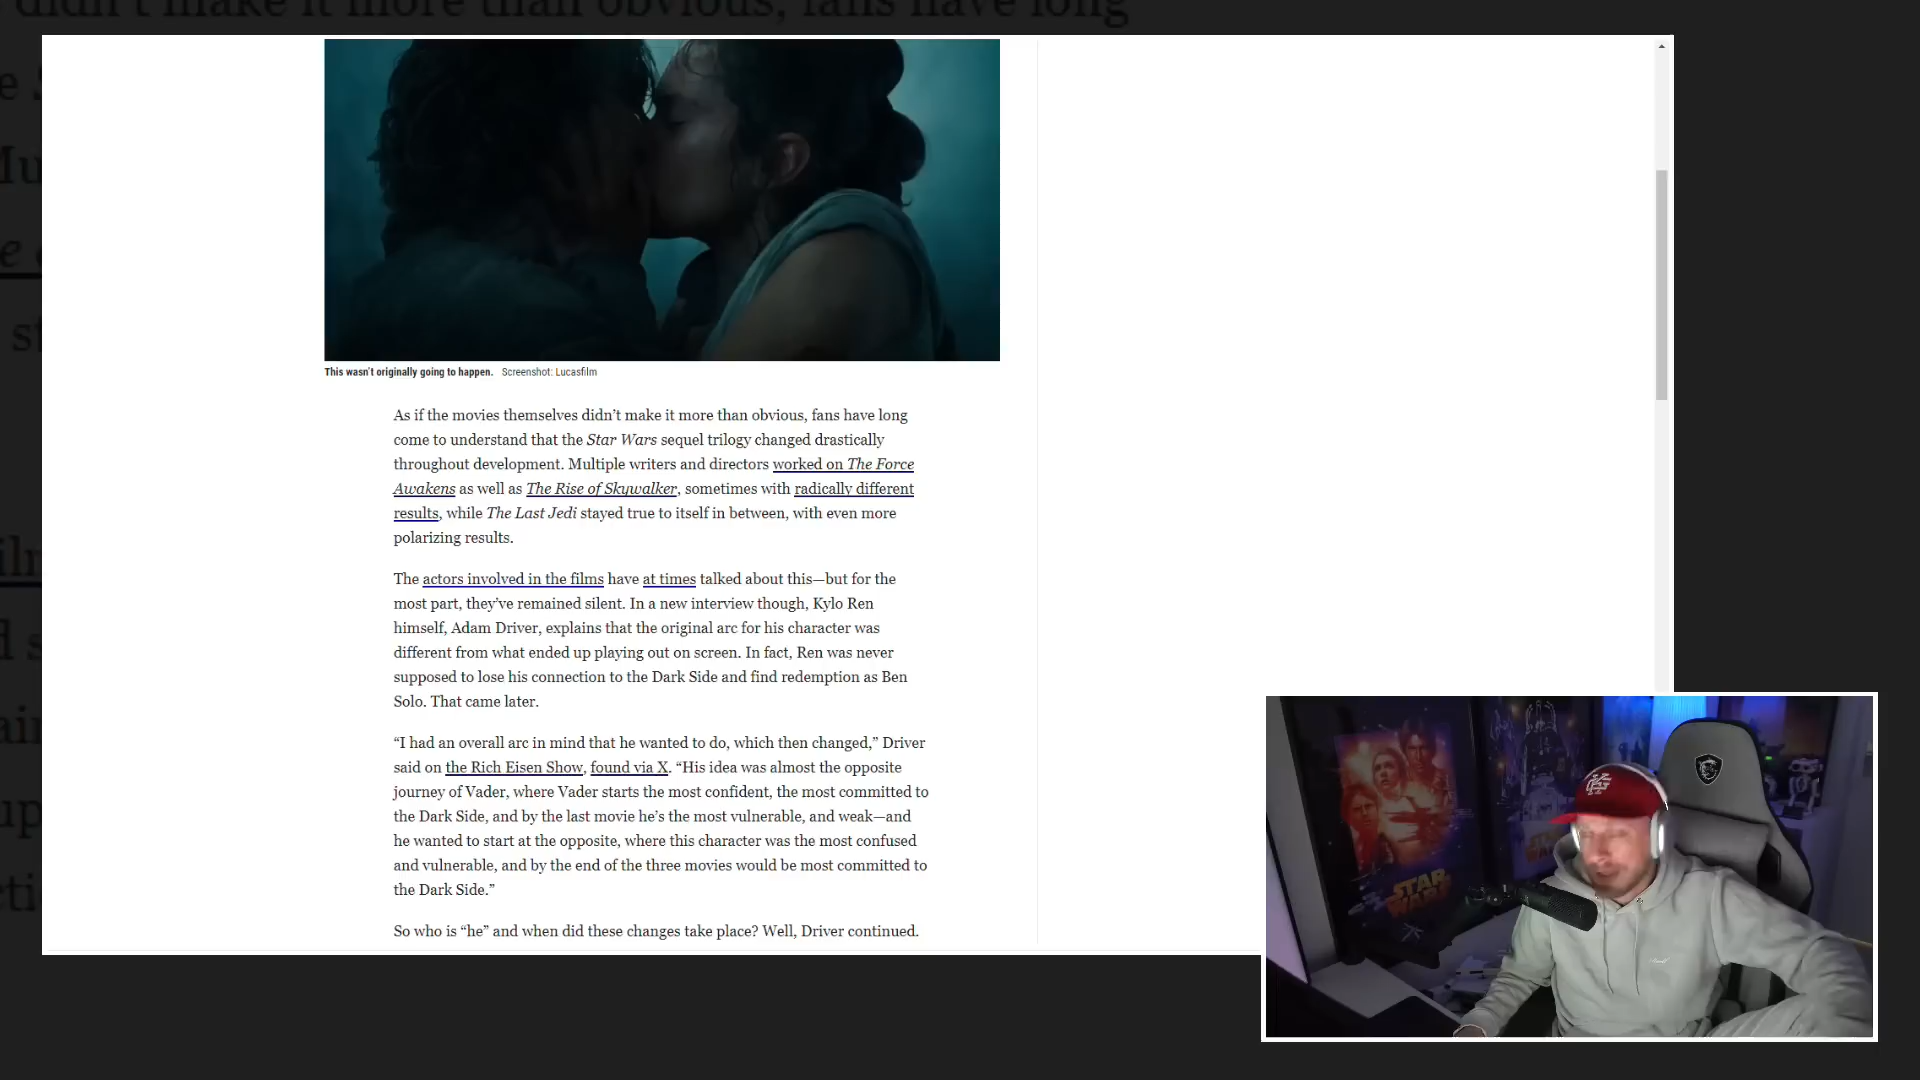 didn't make it more than obvious, fans have long
This wasn't originally going to happen. Screenshot: Lucasfilm
As if the movies themselves didn't make it more than obvious, fans have long
come to understand that the Star Wars sequel trilogy changed drastically
throughout development. Multiple writers and directors worked on The Force
Awakens as well as The Rise of Skywalker, sometimes with radically different
results, while The Last Jedi stayed true to itself in between, with even more
polarizing results.
The actors involved in the films have at times talked about this—but for the
most part, they've remained silent. In a new interview though, Kylo Ren
himself, Adam Driver, explains that the original arc for his character was
different from what ended up playing out on screen. In fact, Ren was never
supposed to lose his connection to the Dark Side and find redemption as Ben
Solo. That came later.
“I had an overall arc in mind that he wanted to do, which then changed,” Driver
said on the Rich Eisen Show, found via X. “His idea was almost the opposite
journey of Vader, where Vader starts the most confident, the most committed to
the Dark Side, and by the last movie he's the most vulnerable, and weak—and
he wanted to start at the opposite, where this character was the most confused
and vulnerable, and by the end of the three movies would be most committed to
the Dark Side.”
So who is “he” and when did these changes take place? Well, Driver continued.
STAR
WARS